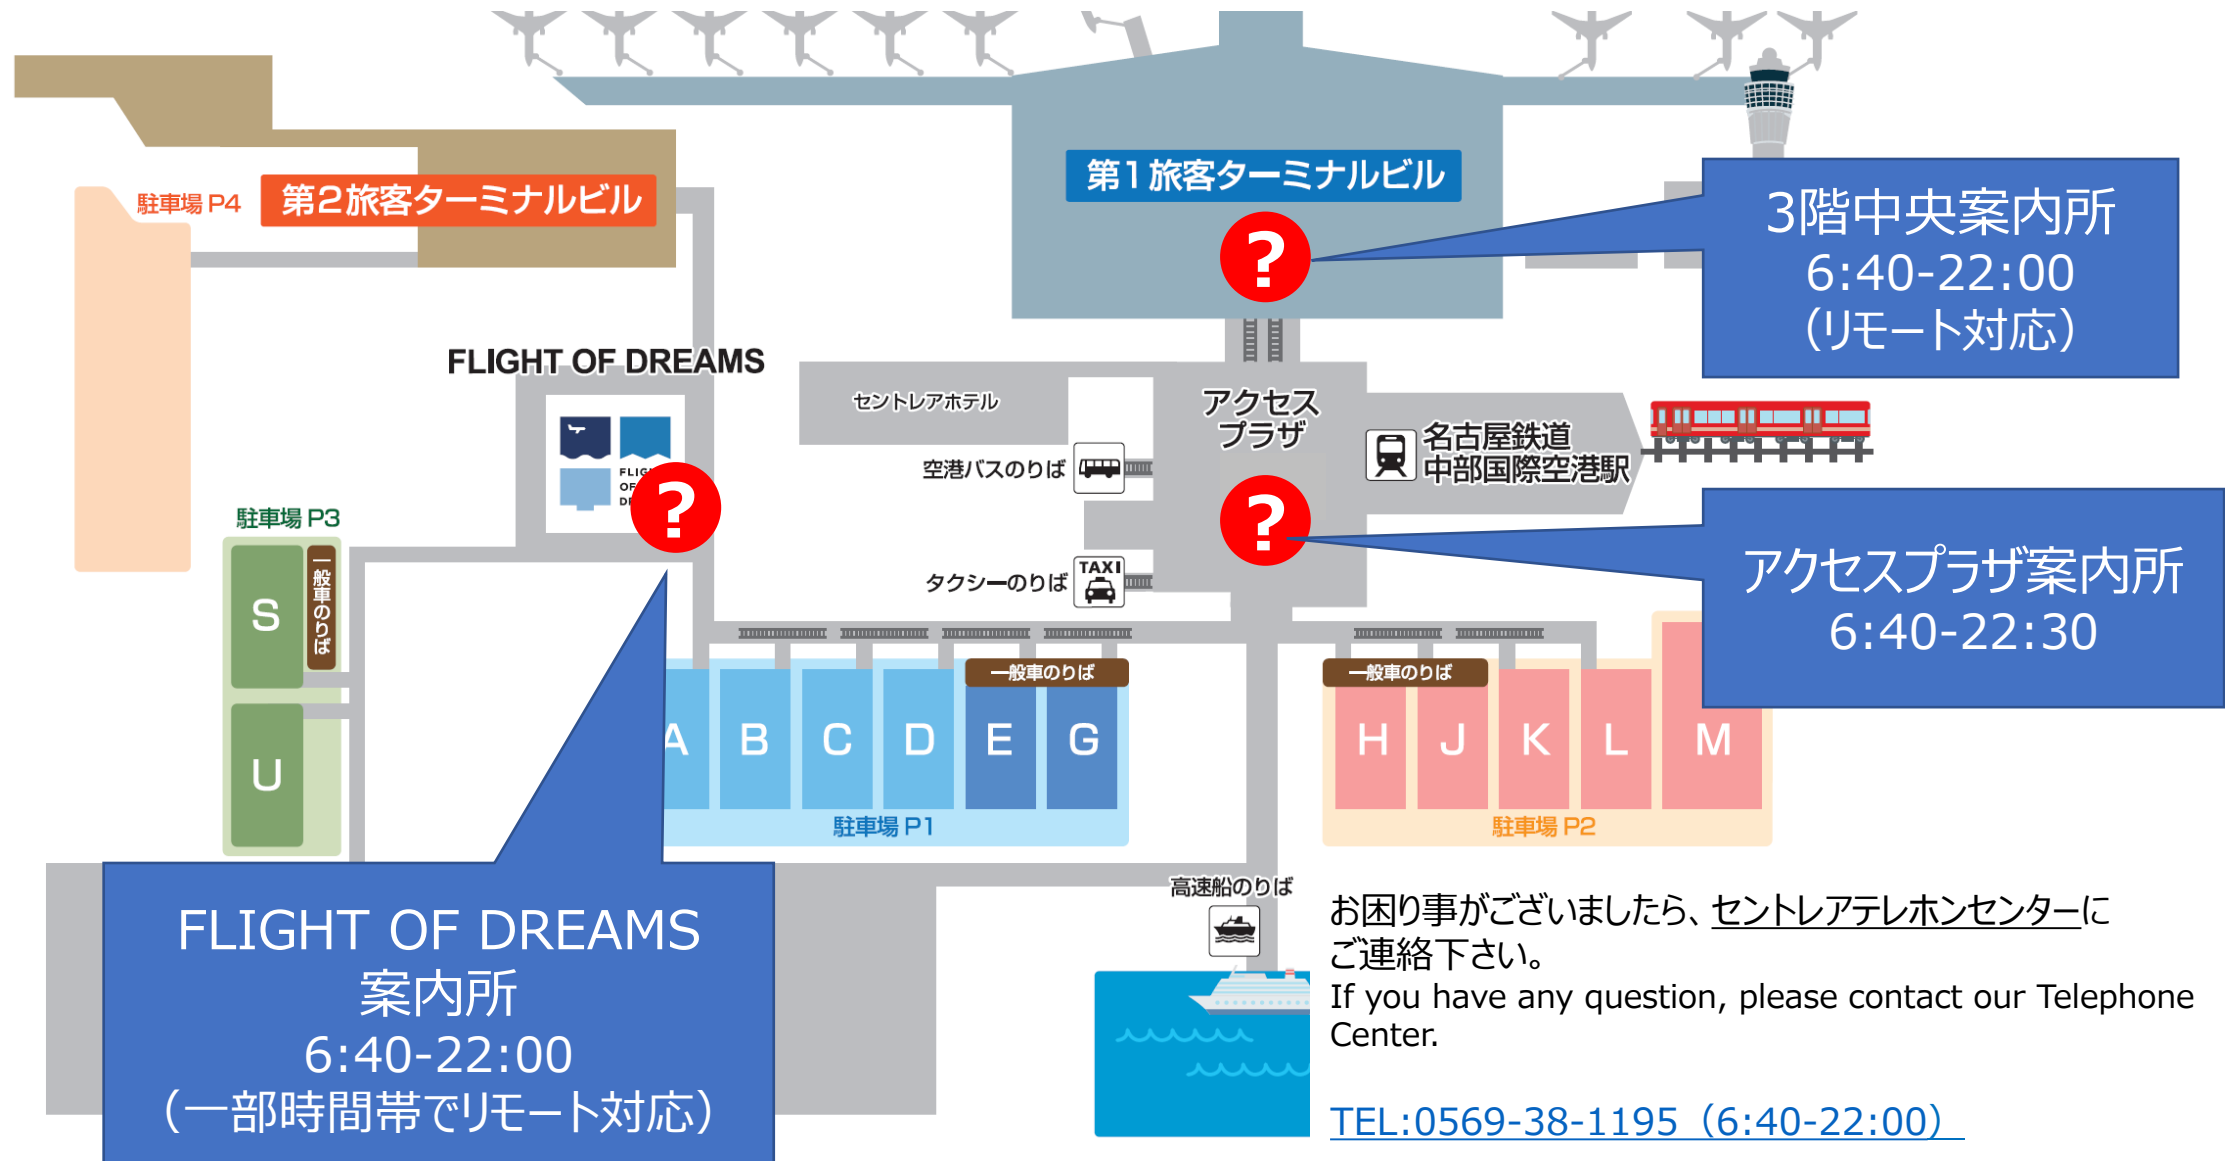 第1旅客ターミナルビル
駐車場 P4
第2旅客ターミナルビル
3階中央案内所
6:40-22:00
（リモート対応）
FLIGHT OF DREAMS
セントレアホテル
アクセス
プラザ
名古屋鉄道
中部国際空港駅
空港バスのりば
駐車場 P3
一般車のりば
S
U
TAXI
タクシーのりば
アクセスプラザ案内所
6:40-22:30
一般車のりば
一般車のりば
A
B
C
D
E
G
H
J
K
L
M
駐車場 P1
駐車場 P2
高速船のりば
FLIGHT OF DREAMS
案内所
6:40-22:00
（一部時間帯でリモート対応）
お困り事がございましたら、セントレアテレホンセンターに
ご連絡下さい。
If you have any question, please contact our Telephone
Center.
TEL:0569-38-1195（6:40-22:00）